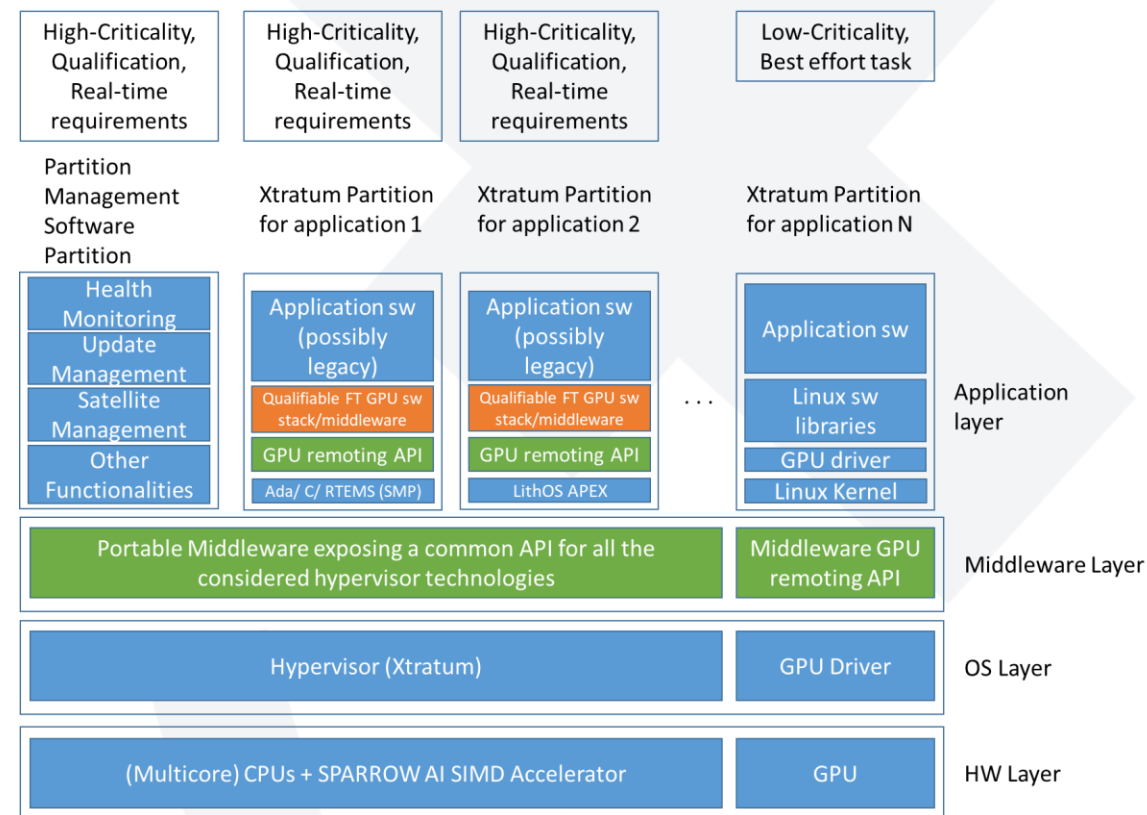 High-Criticality,
Qualification,
Real-time
requirements
High-Criticality,
Qualification,
Real-time
requirements
High-Criticality,
Qualification,
Real-time
requirements
Low-Criticality,
Best effort task
Partition
Management
Software
Partition
Xtratum Partition
for application 1
Xtratum Partition
for application 2
Xtratum Partition
for application N
Health
Monitoring
Update
Management
Satellite
Management
Other
Functionalities
Application sw
(possibly
legacy)
Qualifiable FT GPU sw
stack/middleware
GPU remoting API
Ada/ C/ RTEMS (SMP)
Application sw
(possibly
legacy)
Qualifiable FT GPU sw
stack/middleware
GPU remoting API
LithOS APEX
. . .
Application sw
Linux sw
libraries
GPU driver
Linux Kernel
Application
layer
Portable Middleware exposing a common API for all the
considered hypervisor technologies
Middleware GPU
remoting API
Middleware Layer
Hypervisor (Xtratum)
GPU Driver
OS Layer
(Multicore) CPUs + SPARROW AI SIMD Accelerator
GPU
HW Layer